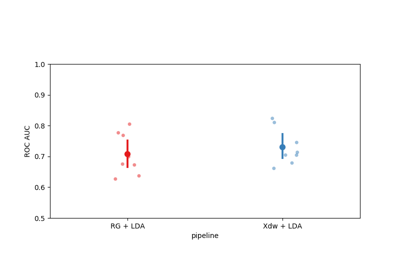 1.0
0.9
0.8
0.7
0.6
0.5
ROC AUC
RG + LDA
Xdw + LDA
pipeline